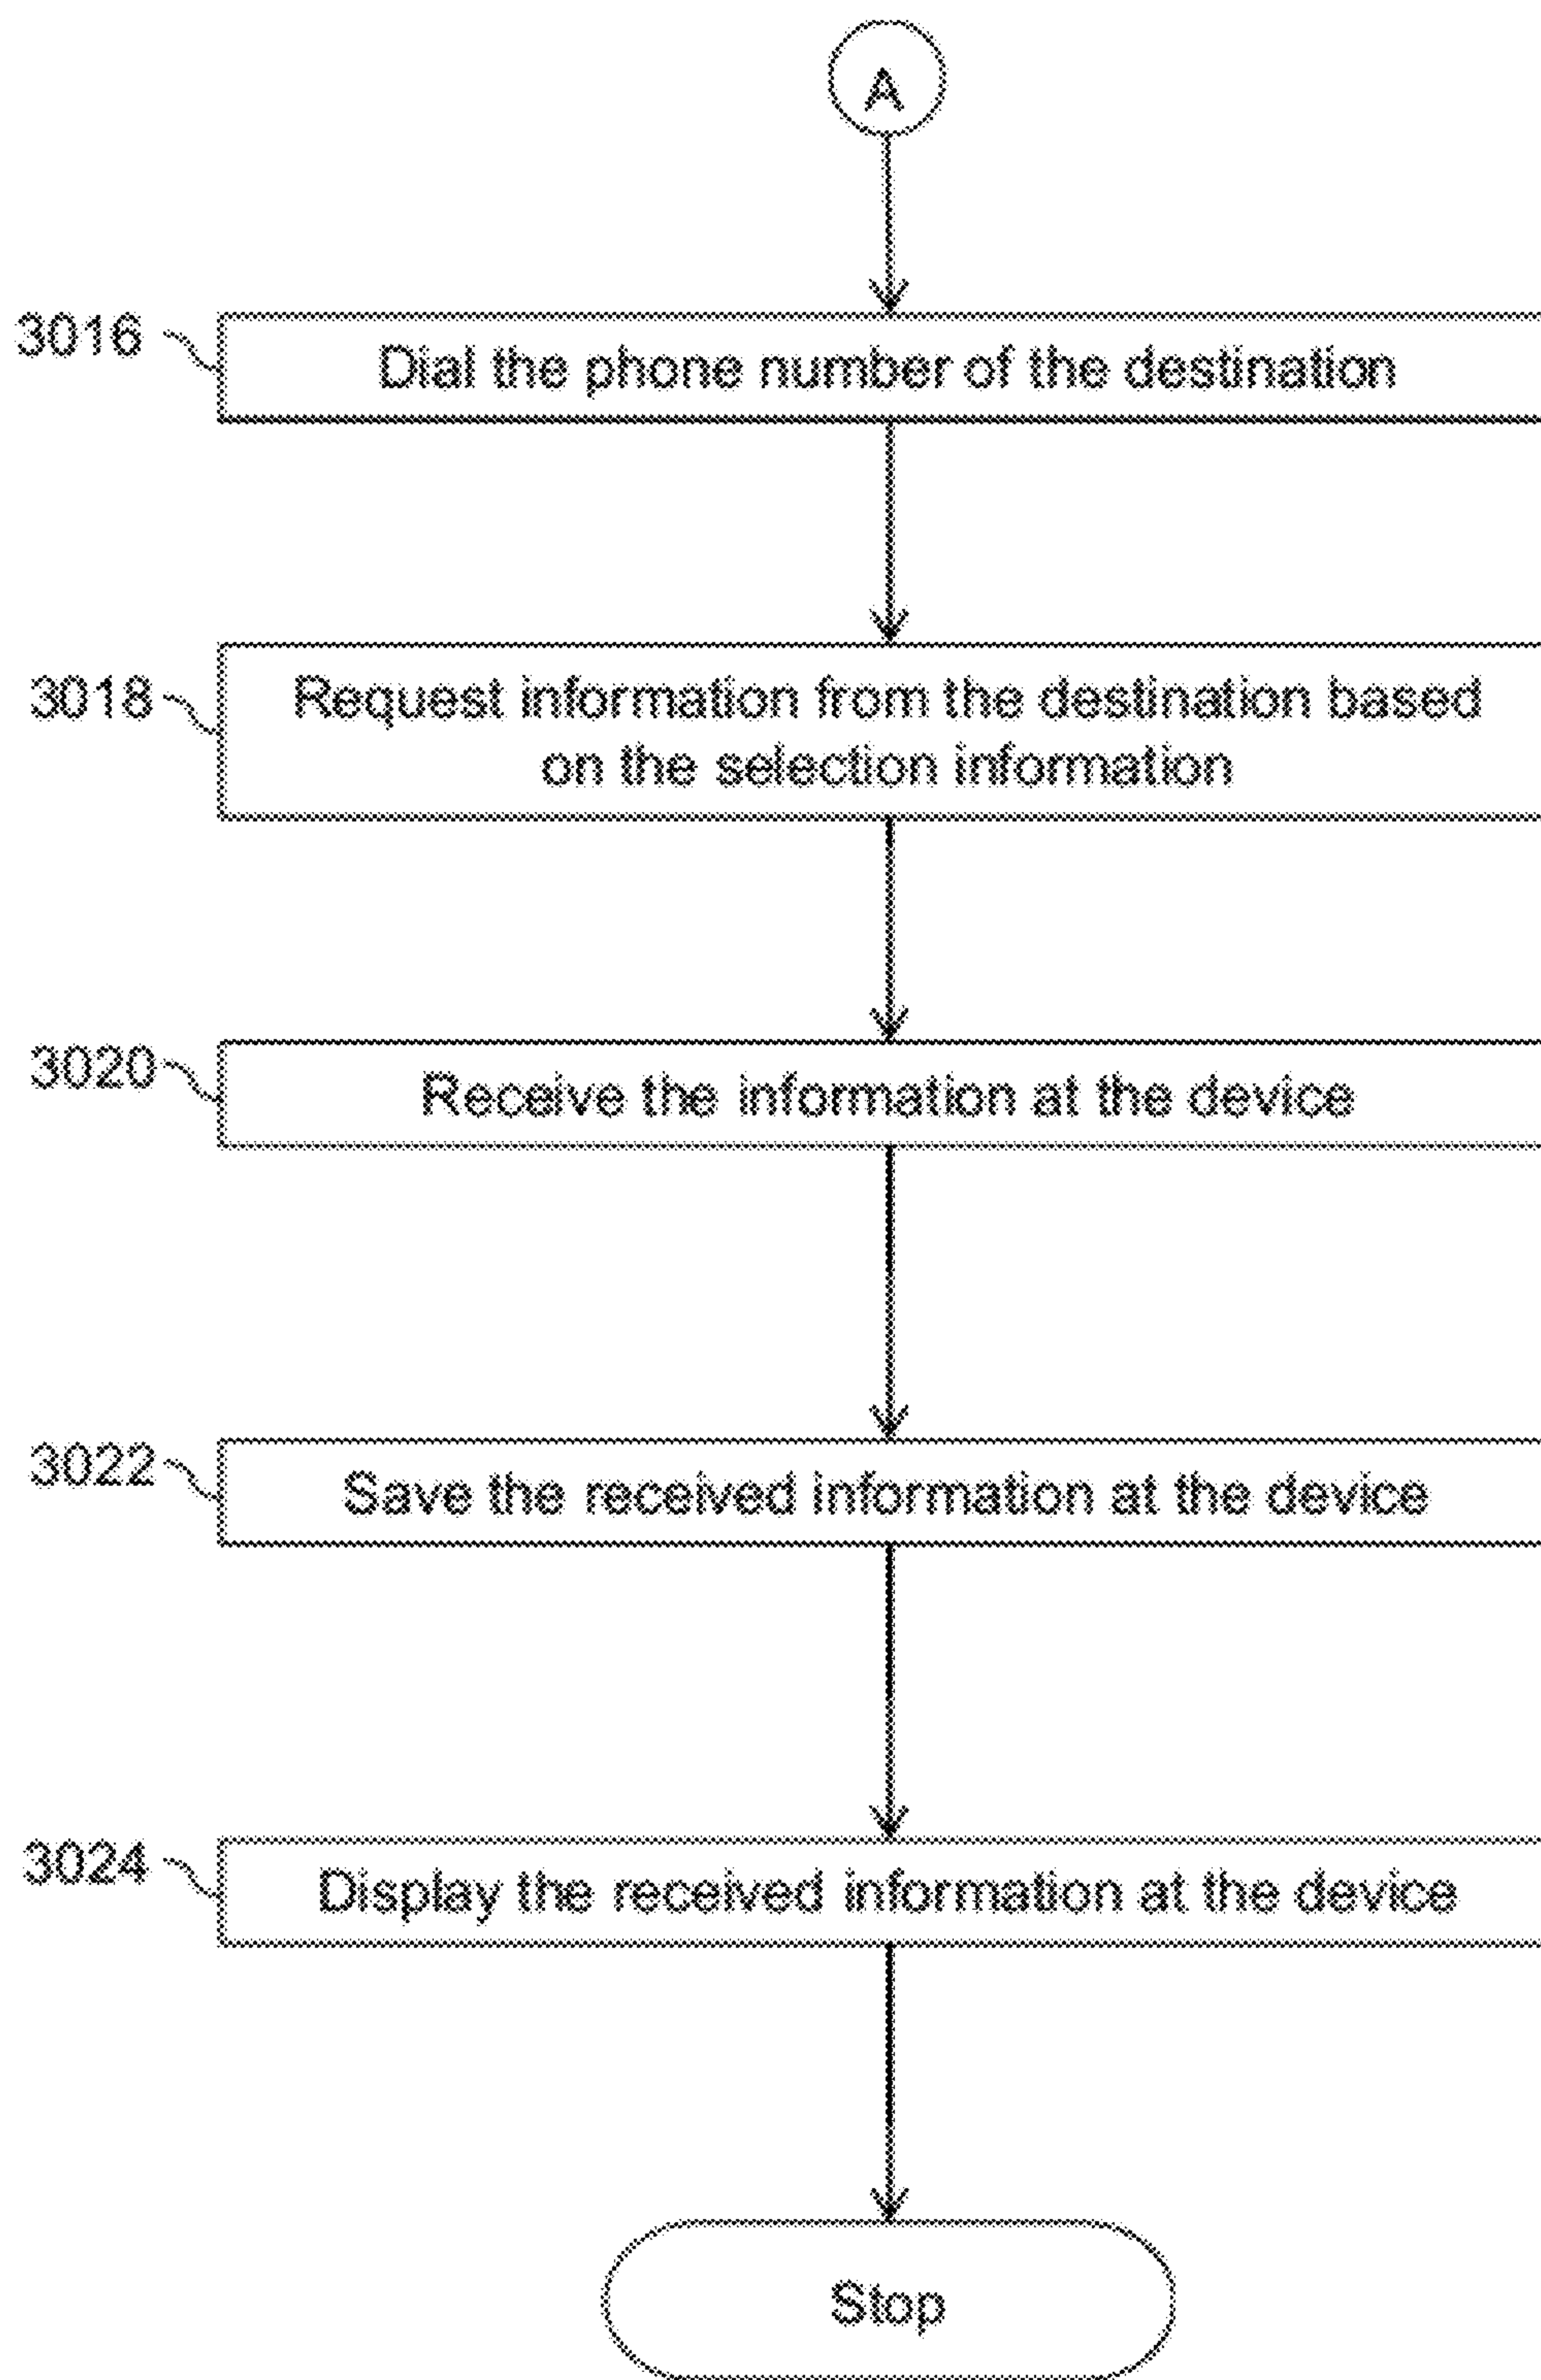 A
3016
Dial the phone number of the destination
3018
Request information from the destination based
on the selection information
3020
Receive the information at the device
3022
Save the received information at the device
3024
Display the received information at the device
Stop